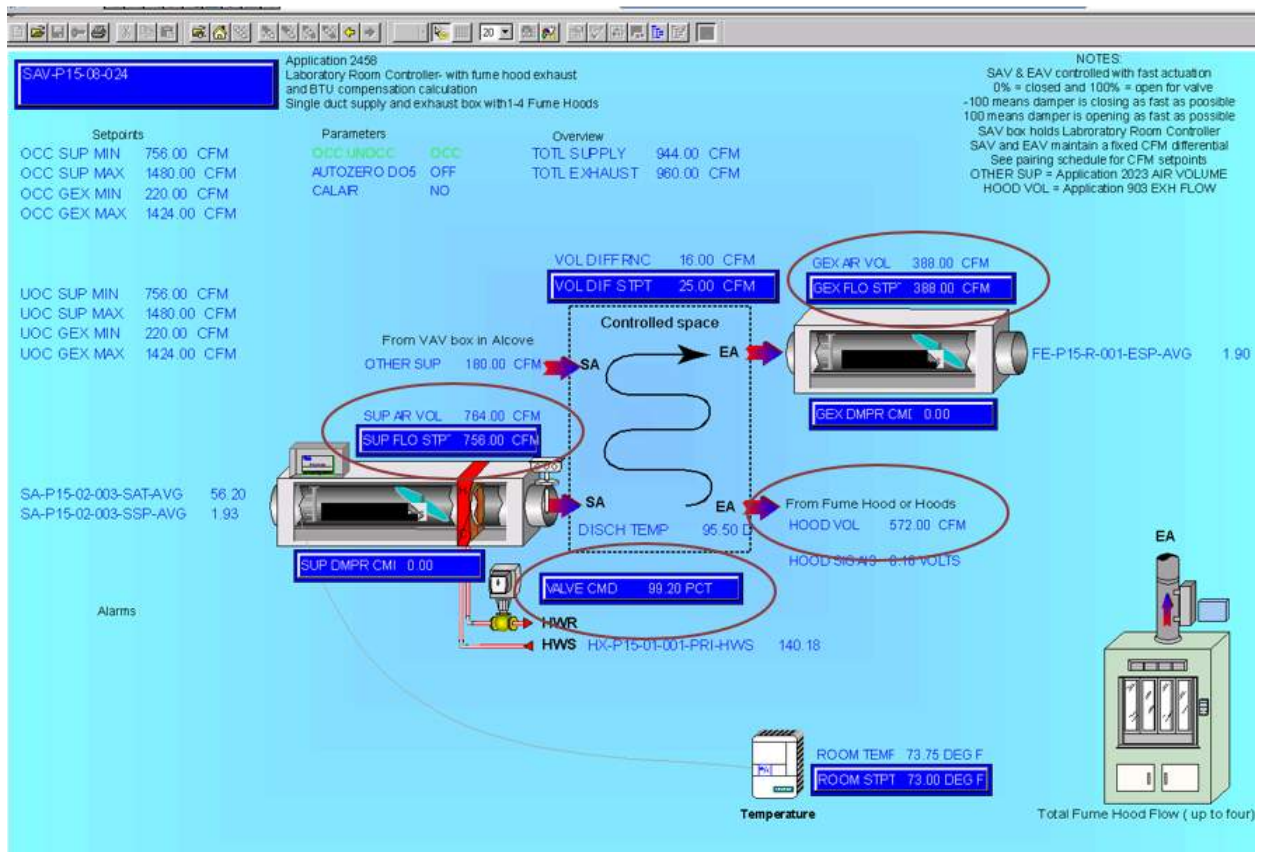 20
SAV-P15-08-024
Application 2458
Laboratory Room Controller- with fume hood exhaust
and BTU compensation calculation
Single duct supply and exhaust box with1-4 Fume Hoods
NOTES:
SAV & EAV controlled with fast actuation
0% = closed and 100% = open for valve
-100 means damper is closing as fast as poosible
100 means damper is opening as fast as possible
SAV box holds Labroratory Room Controller
SAV and EAV maintain a fixed CFM differential
See pairing schedule for CFM setpoints
OTHER SUP = Application 2023 AIR VOLUME
HOOD VOL = Application 903 EXH FLOW
Setpoints
OCC SUP MIN 756.00 CFM
OCC SUP MAX 1480.00 CFM
OCC GEX MIN 220.00 CFM
OCC GEX MAX 1424.00 CFM
Parameters
OCC UNOCC OCC
AUTOZERO DO5 OFF
CALAIR NO
Overview
TOTL SUPPLY 944.00 CFM
TOTL EXHAUST 960.00 CFM
UOC SUP MIN 756.00 CFM
UOC SUP MAX 1480.00 CFM
UOC GEX MIN 220.00 CFM
UOC GEX MAX 1424.00 CFM
VOL DIFFRNC 16.00 CFM
VOL DIF STPT 25.00 CFM
GEX AIR VOL 388.00 CFM
GEX FLO STPT 388.00 CFM
Controlled space
From VAV box in Alcove
OTHER SUP 180.00 CFM
SA
EA
FE-P15-R-001-ESP-AVG 1.90
GEX DMPR CMD 0.00
SUP AIR VOL 764.00 CFM
SUP FLO STPT 756.00 CFM
SA-P15-02-003-SAT-AVG 56.20
SA-P15-02-003-SSP-AVG 1.93
SA
EA
From Fume Hood or Hoods
HOOD VOL 572.00 CFM
DISCH TEMP 95.50 D
HOOD SIG AI3 8.16 VOLTS
SUP DMPR CMD 0.00
VALVE CMD 99.20 PCT
HWR
HWS HX-P15-01-001-PRI-HWS 140.18
Alarms
EA
ROOM TEMP 73.75 DEG F
ROOM STPT 73.00 DEG F
Temperature
Total Fume Hood Flow ( up to four)